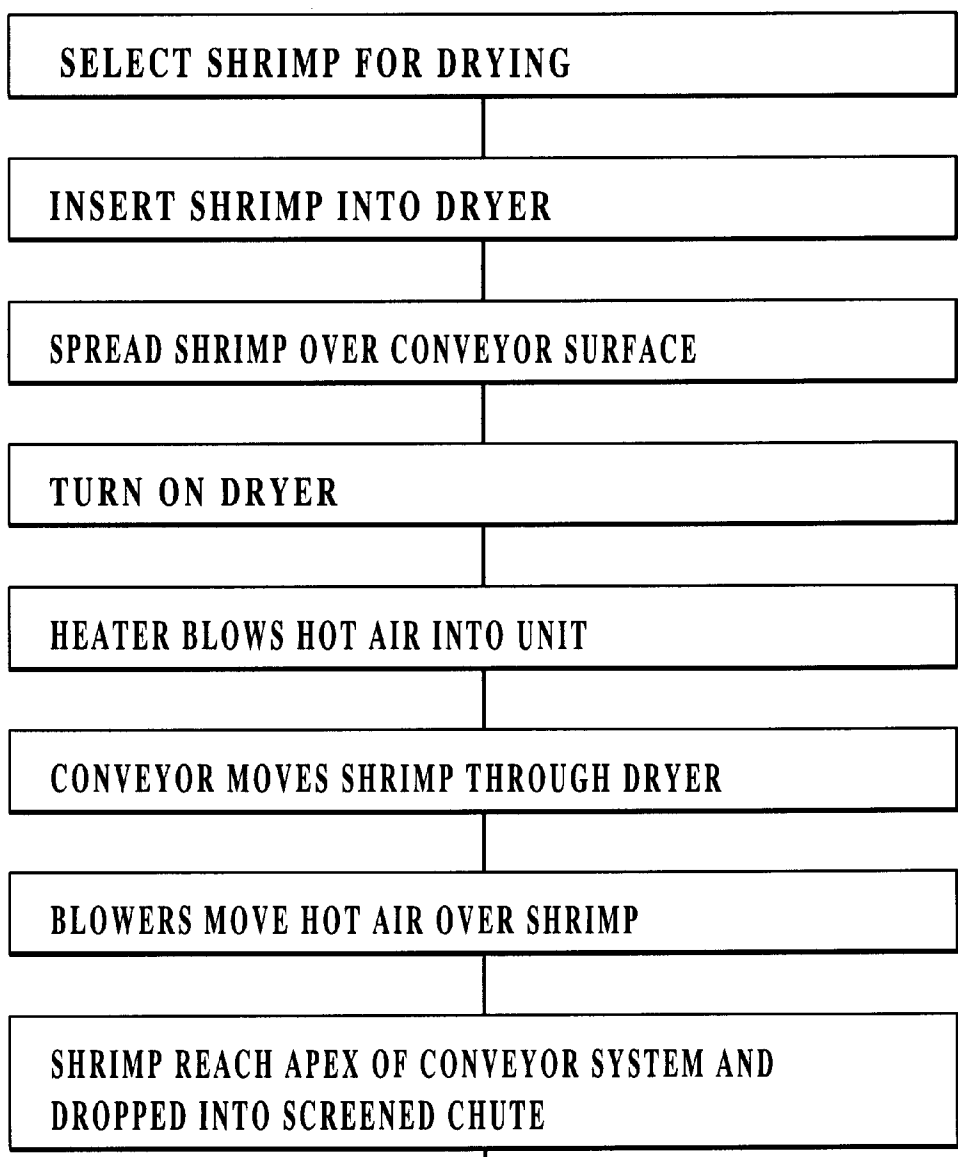 SELECT SHRIMP FOR DRYING
INSERT SHRIMP INTO DRYER
SPREAD SHRIMP OVER CONVEYOR SURFACE
TURN ON DRYER
HEATER BLOWS HOT AIR INTO UNIT
CONVEYOR MOVES SHRIMP THROUGH DRYER
BLOWERS MOVE HOT AIR OVER SHRIMP
SHRIMP REACH APEX OF CONVEYOR SYSTEM AND
DROPPED INTO SCREENED CHUTE